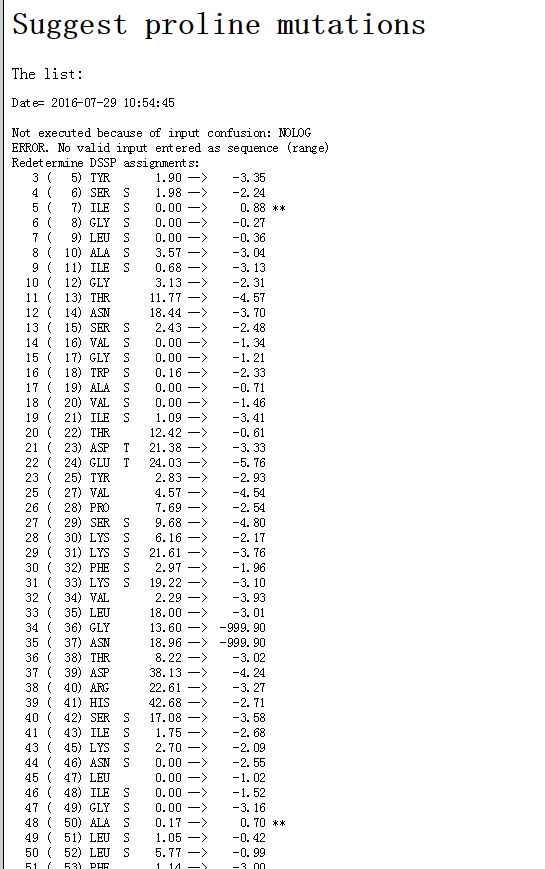 Suggest proline mutations
The list:
Date= 2016-07-29 10:54:45
Not executed because of input confusion: NOLOG
ERROR. No valid input entered as sequence (range)
Redetermine DSSP assignments:
3 ( 5) TYR 1.90 —> -3.35
4 ( 6) SER S 1.98 —> -2.24
5 ( 7) ILE S 0.00 —> 0.88 **
6 ( 8) GLY S 0.00 —> -0.27
7 ( 9) LEU S 0.00 —> -0.36
8 ( 10) ALA S 3.57 —> -3.04
9 ( 11) ILE S 0.68 —> -3.13
10 ( 12) GLY 3.13 —> -2.31
11 ( 13) THR 11.77 —> -4.57
12 ( 14) ASN 18.44 —> -3.70
13 ( 15) SER S 2.43 —> -2.48
14 ( 16) VAL S 0.00 —> -1.34
15 ( 17) GLY S 0.00 —> -1.21
16 ( 18) TRP S 0.16 —> -2.33
17 ( 19) ALA S 0.00 —> -0.71
18 ( 20) VAL S 0.00 —> -1.46
19 ( 21) ILE S 1.09 —> -3.41
20 ( 22) THR 12.42 —> -0.61
21 ( 23) ASP T 21.38 —> -3.33
22 ( 24) GLU T 24.03 —> -5.76
23 ( 25) TYR 2.83 —> -2.93
25 ( 27) VAL 4.57 —> -4.54
26 ( 28) PRO 7.69 —> -2.54
27 ( 29) SER S 9.68 —> -4.80
28 ( 30) LYS S 6.16 —> -2.17
29 ( 31) LYS S 21.61 —> -3.76
30 ( 32) PHE S 2.97 —> -1.96
31 ( 33) LYS S 19.22 —> -3.10
32 ( 34) VAL 2.29 —> -3.93
33 ( 35) LEU 18.00 —> -3.01
34 ( 36) GLY 13.60 —> -999.90
35 ( 37) ASN 18.96 —> -999.90
36 ( 38) THR 8.22 —> -3.02
37 ( 39) ASP 38.13 —> -4.24
38 ( 40) ARG 22.61 —> -3.27
39 ( 41) HIS 42.68 —> -2.71
40 ( 42) SER S 17.08 —> -3.58
41 ( 43) ILE S 1.75 —> -2.68
43 ( 45) LYS S 2.70 —> -2.09
44 ( 46) ASN S 0.00 —> -2.55
45 ( 47) LEU 0.00 —> -1.02
46 ( 48) ILE S 0.00 —> -1.52
47 ( 49) GLY S 0.00 —> -3.16
48 ( 50) ALA S 0.17 —> 0.70 **
49 ( 51) LEU S 1.05 —> -0.42
50 ( 52) LEU S 5.77 —> -0.99
51 ( 53) PHE 1.14 —> -3.00